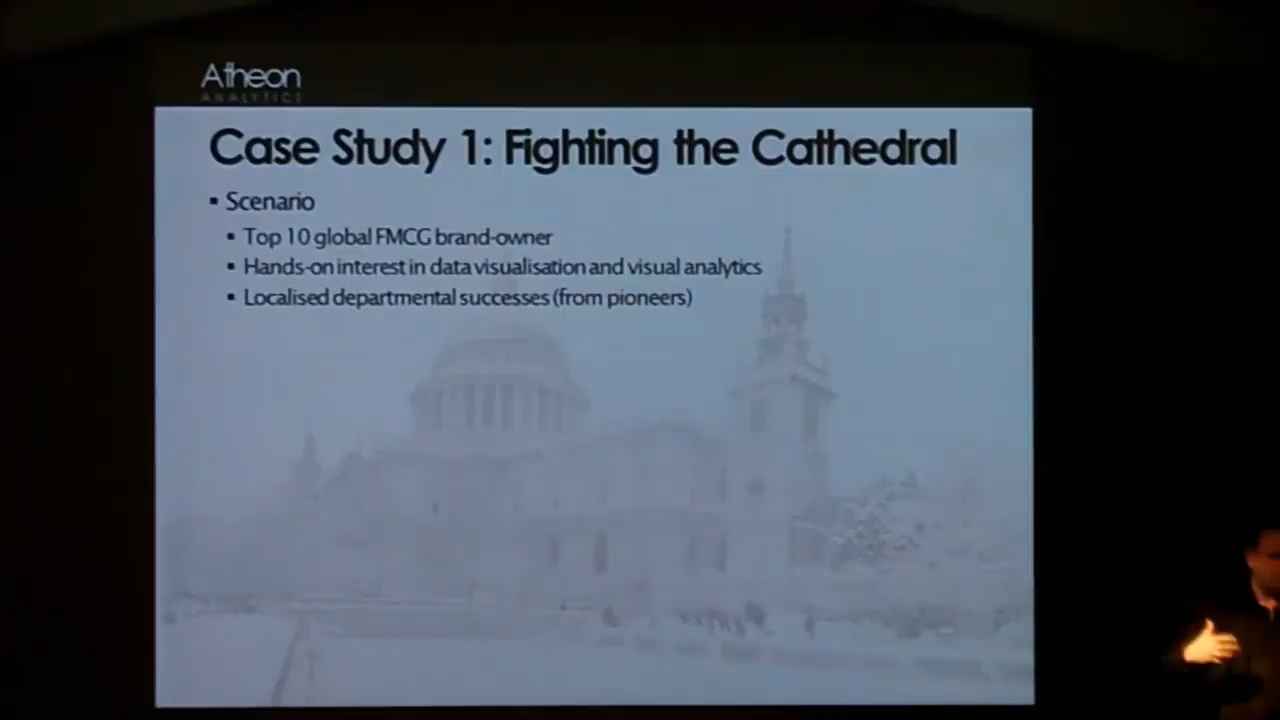 Atheon
ANALYTICS
Case Study 1: Fighting the Cathedral
▪ Scenario
▪ Top 10 global FMCG brand-owner
▪ Hands-on interest in data visualisation and visual analytics
▪ Localised departmental successes (from pioneers)